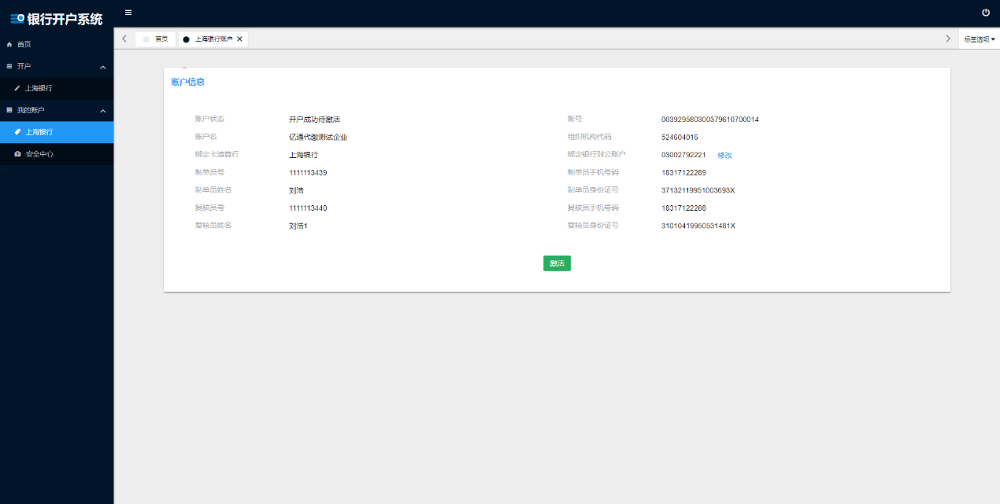 银行开户系统
首页
开户
上海银行
我的账户
上海银行
安全中心
首页
上海银行账户
标签选项
账户信息
账户状态 开户成功待激活 账号 003929580300379610700014
账户名 亿通代缴测试企业 组织机构代码 524604016
绑定卡清算行 上海银行 绑定银行对公账户 03002792221 修改
制单员号 1111113439 制单员手机号码 18317122289
制单员姓名 刘浩 制单员身份证号 37132119951003693X
复核员号 1111113440 复核员手机号码 18317122288
复核员姓名 刘浩1 复核员身份证号 31010419950531481X
激活